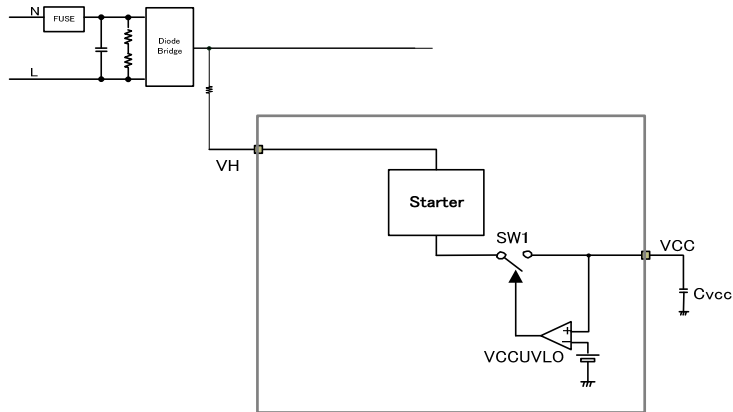 N
FUSE
Diode
Bridge
L
VH
Starter
SW1
VCC
Cvcc
+
−
VCCUVLO